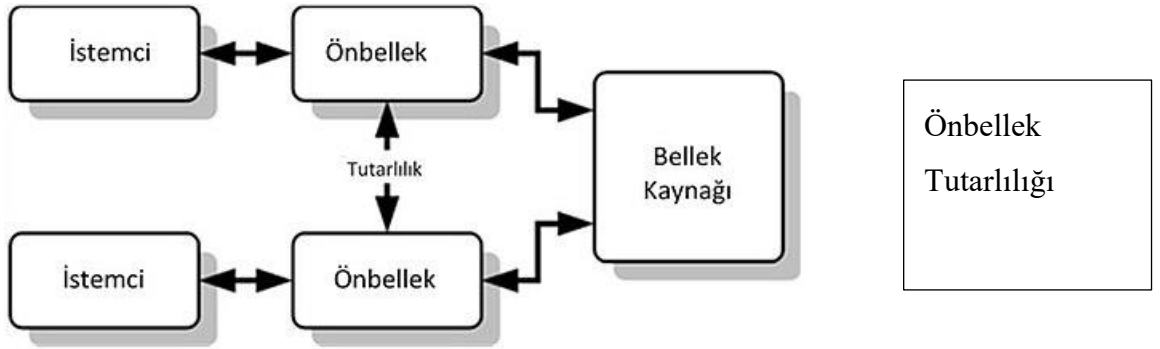 İstemci
Önbellek
Tutarlılık
Bellek
Kaynağı
İstemci
Önbellek
Önbellek
Tutarlılığı